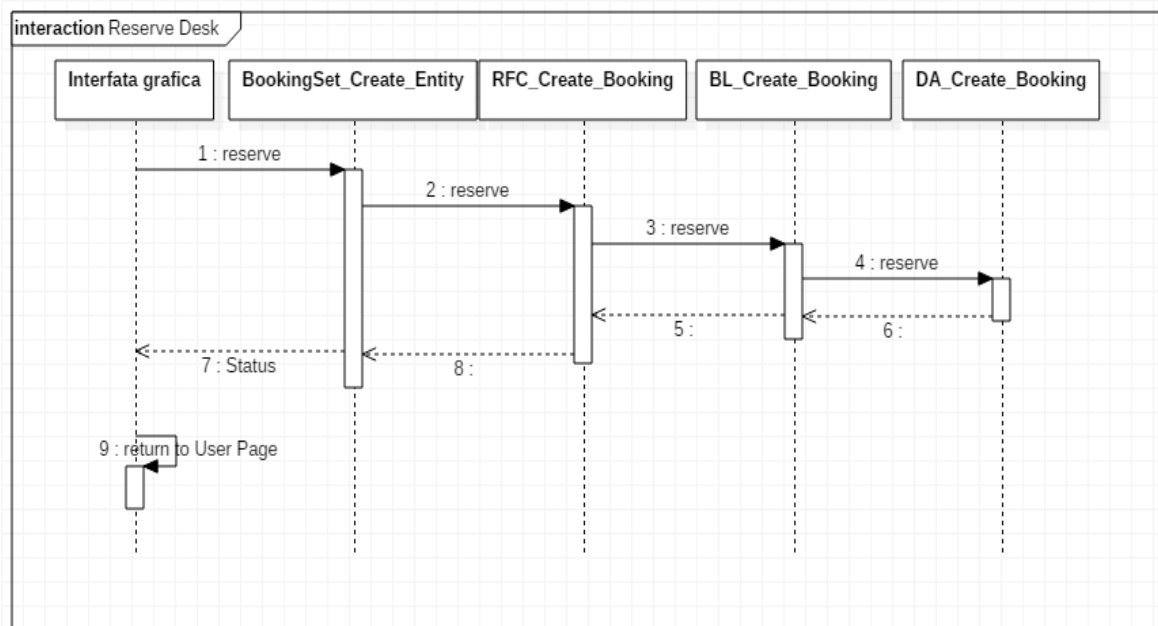 interaction Reserve Desk
Interfata grafica
BookingSet_Create_Entity
RFC_Create_Booking
BL_Create_Booking
DA_Create_Booking
1 : reserve
2 : reserve
3 : reserve
4 : reserve
5 :
6 :
7 : Status
8 :
9 : return to User Page